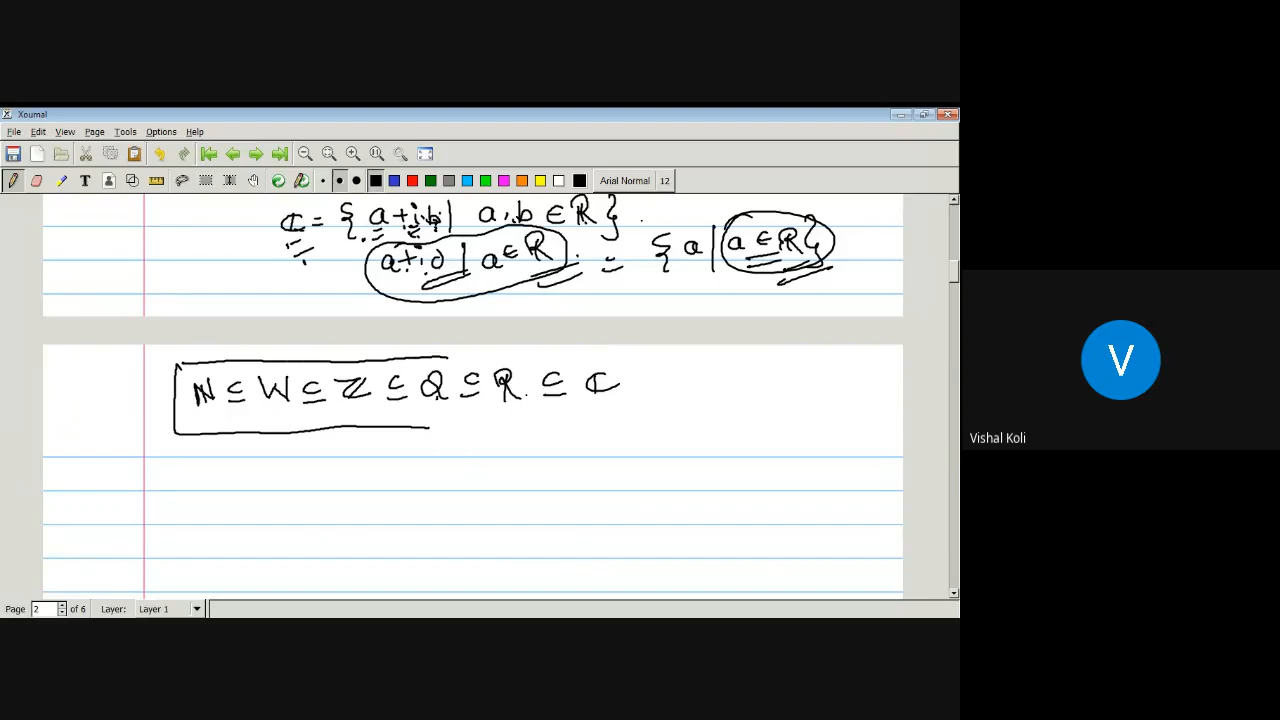 Xournal
File Edit View Page Tools Options Help
Arial Normal 12
ℂ = { a+ib | a,b ∈ ℝ } .
a+i0 | a ∈ ℝ . = { a | a ∈ ℝ }
ℕ ⊆ W ⊆ ℤ ⊆ Q ⊆ ℝ ⊆ ℂ
V
Vishal Koli
Page 2 of 6 Layer: Layer 1